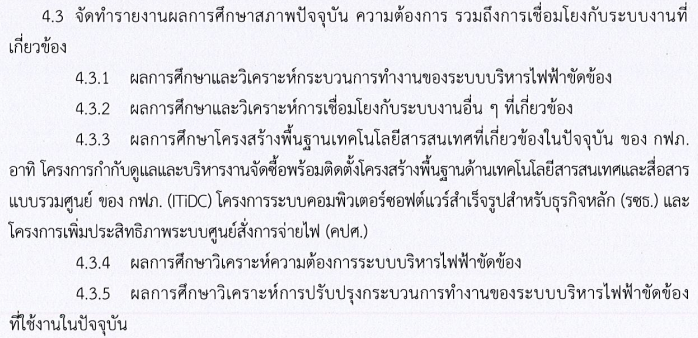 4.3 จัดทำรายงานผลการศึกษาสภาพปัจจุบัน ความต้องการ รวมถึงการเชื่อมโยงกับระบบงานที่
เกี่ยวข้อง
4.3.1 ผลการศึกษาและวิเคราะห์กระบวนการทำงานของระบบบริหารไฟฟ้าขัดข้อง
4.3.2 ผลการศึกษาและวิเคราะห์การเชื่อมโยงกับระบบงานอื่น ๆ ที่เกี่ยวข้อง
4.3.3 ผลการศึกษาโครงสร้างพื้นฐานเทคโนโลยีสารสนเทศที่เกี่ยวข้องในปัจจุบัน ของ กฟภ.
อาทิ โครงการกำกับดูแลและบริหารงานจัดซื้อพร้อมติดตั้งโครงสร้างพื้นฐานด้านเทคโนโลยีสารสนเทศและสื่อสาร
แบบรวมศูนย์ ของ กฟภ. (ITiDC) โครงการระบบคอมพิวเตอร์ซอฟต์แวร์สำเร็จรูปสำหรับธุรกิจหลัก (รซธ.) และ
โครงการเพิ่มประสิทธิภาพระบบศูนย์สั่งการจ่ายไฟ (คปศ.)
4.3.4 ผลการศึกษาวิเคราะห์ความต้องการระบบบริหารไฟฟ้าขัดข้อง
4.3.5 ผลการศึกษาวิเคราะห์การปรับปรุงกระบวนการทำงานของระบบบริหารไฟฟ้าขัดข้อง
ที่ใช้งานในปัจจุบัน